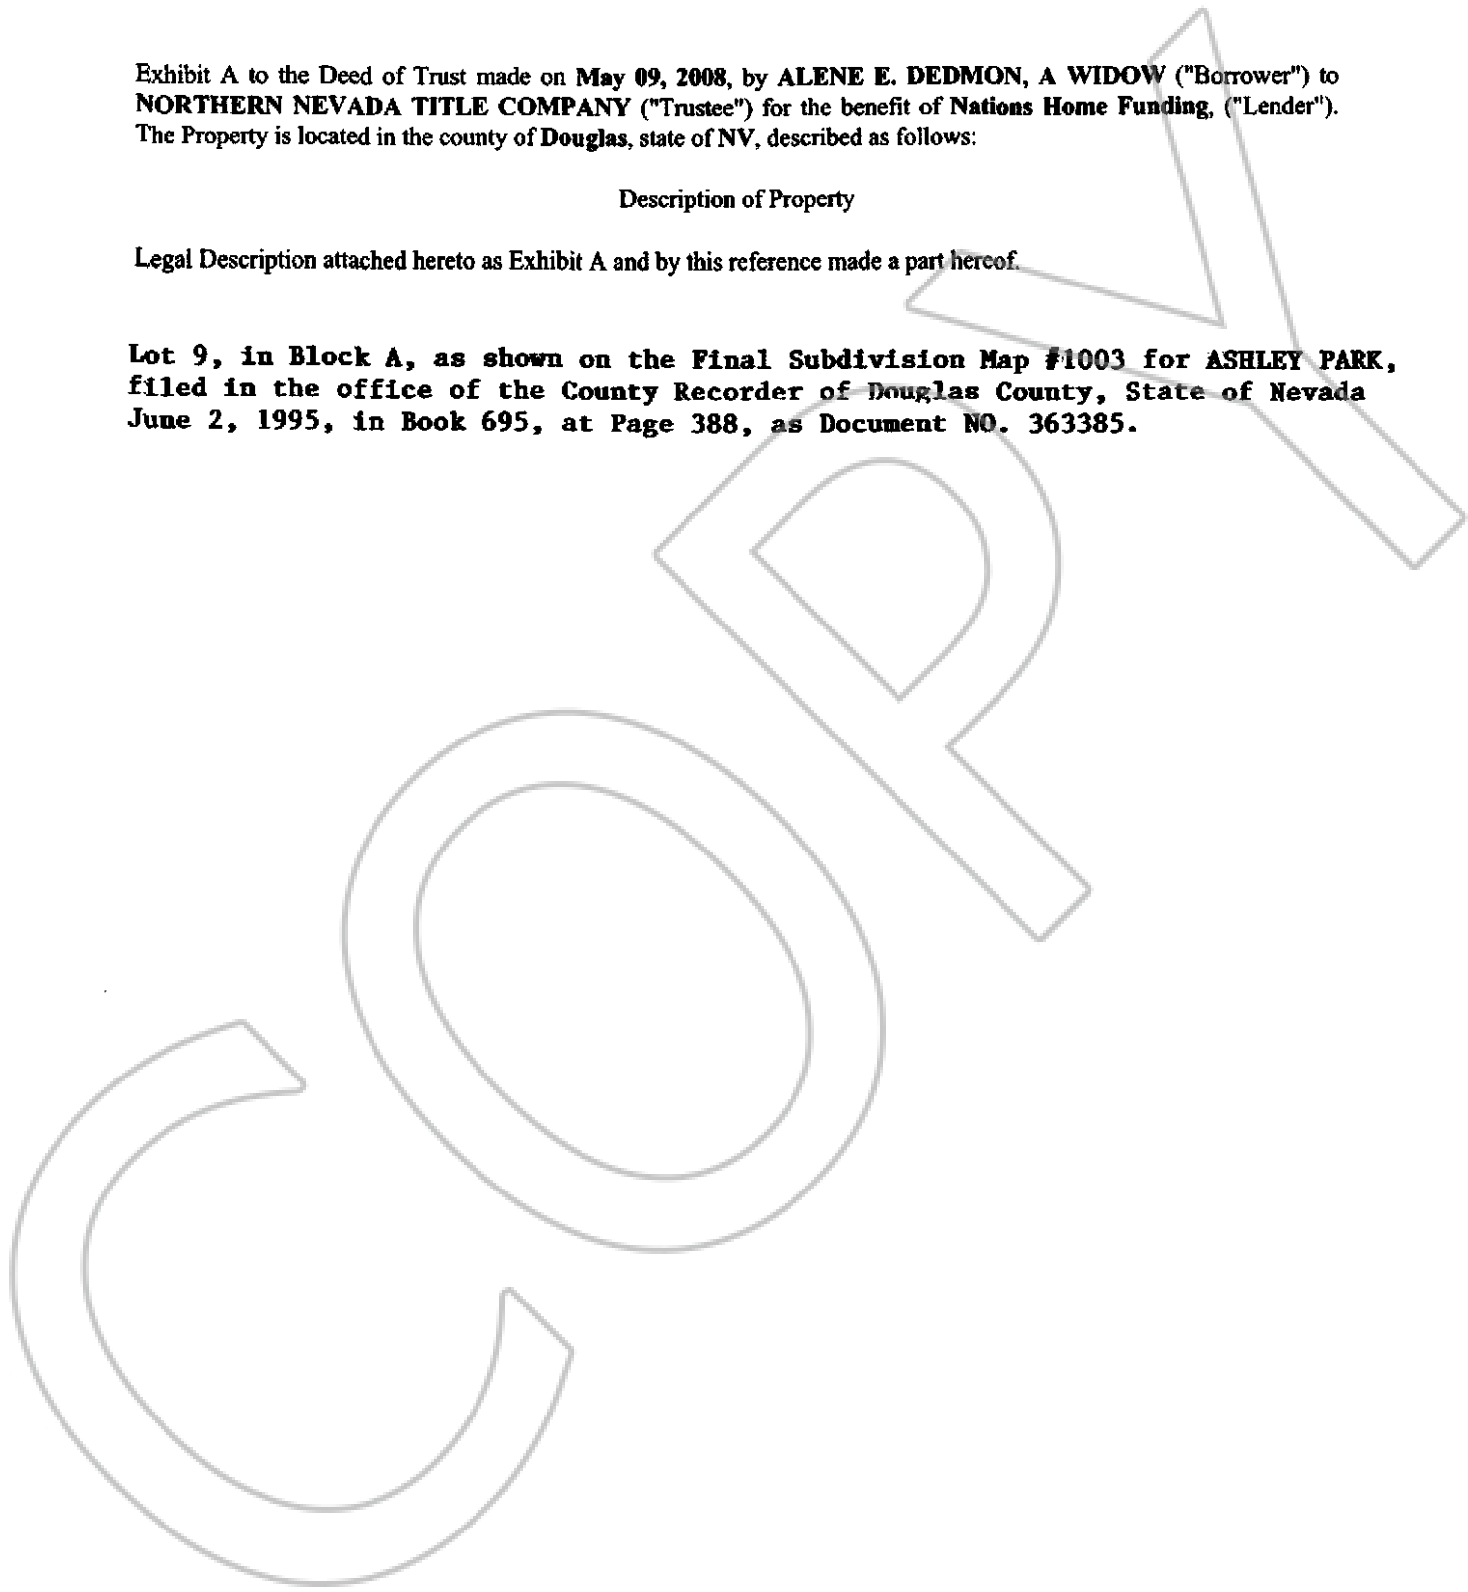 Exhibit A to the Deed of Trust made on May 09, 2008, by ALENE E. DEDMON, A WIDOW ("Borrower") to
NORTHERN NEVADA TITLE COMPANY ("Trustee") for the benefit of Nations Home Funding, ("Lender").
The Property is located in the county of Douglas, state of NV, described as follows:
Description of Property
Legal Description attached hereto as Exhibit A and by this reference made a part hereof.
Lot 9, in Block A, as shown on the Final Subdivision Map #1003 for ASHLEY PARK,
filed in the office of the County Recorder of Douglas County, State of Nevada
June 2, 1995, in Book 695, at Page 388, as Document NO. 363385.
COPY